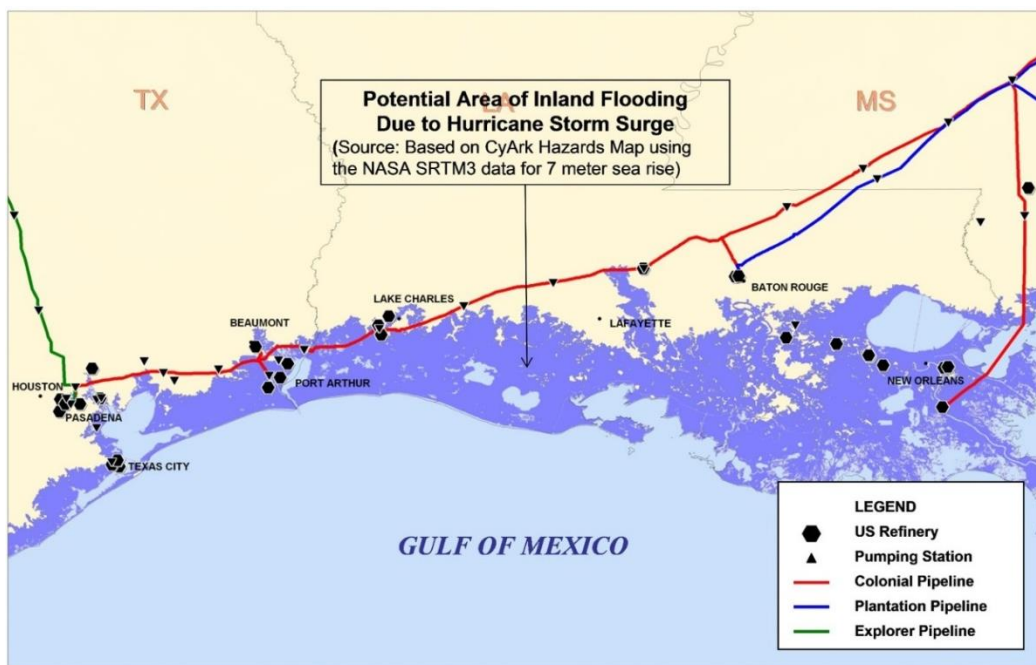 TX
LA
MS
Potential Area of Inland Flooding
Due to Hurricane Storm Surge
(Source: Based on CyArk Hazards Map using
the NASA SRTM3 data for 7 meter sea rise)
BATON ROUGE
LAKE CHARLES
LAFAYETTE
BEAUMONT
NEW ORLEANS
PORT ARTHUR
HOUSTON
PASADENA
TEXAS CITY
GULF OF MEXICO
LEGEND
US Refinery
Pumping Station
Colonial Pipeline
Plantation Pipeline
Explorer Pipeline